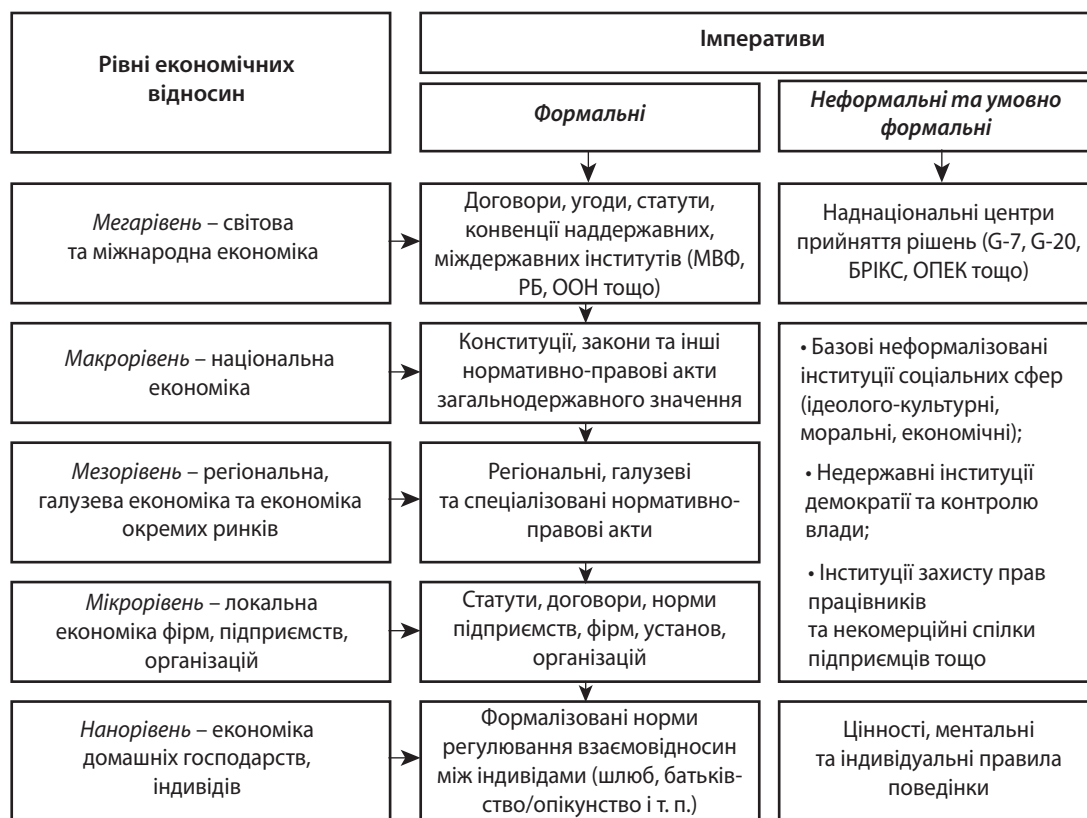 Рівні економічних
відносин
Імперативи
Формальні
Неформальні та умовно
формальні
Мегарівень – світова
та міжнародна економіка
Договори, угоди, статути,
конвенції наддержавних,
міждержавних інститутів (МВФ,
РБ, ООН тощо)
Наднаціональні центри
прийняття рішень (G-7, G-20,
БРІКС, ОПЕК тощо)
Макрорівень – національна
економіка
Конституції, закони та інші
нормативно-правові акти
загальнодержавного значення
• Базові неформалізовані
інституції соціальних сфер
(ідеолого-культурні,
моральні, економічні);
• Недержавні інституції
демократії та контролю
влади;
• Інституції захисту прав
працівників
та некомерційні спілки
підприємців тощо
Мезорівень – регіональна,
галузева економіка та економіка
окремих ринків
Регіональні, галузеві
та спеціалізовані нормативно-
правові акти
Мікрорівень – локальна
економіка фірм, підприємств,
організацій
Статути, договори, норми
підприємств, фірм, установ,
організацій
Нанорівень – економіка
домашніх господарств,
індивідів
Формалізовані норми
регулювання взаємовідносин
між індивідами (шлюб, батьків-
ство/опікунство і т. п.)
Цінності, ментальні
та індивідуальні правила
поведінки